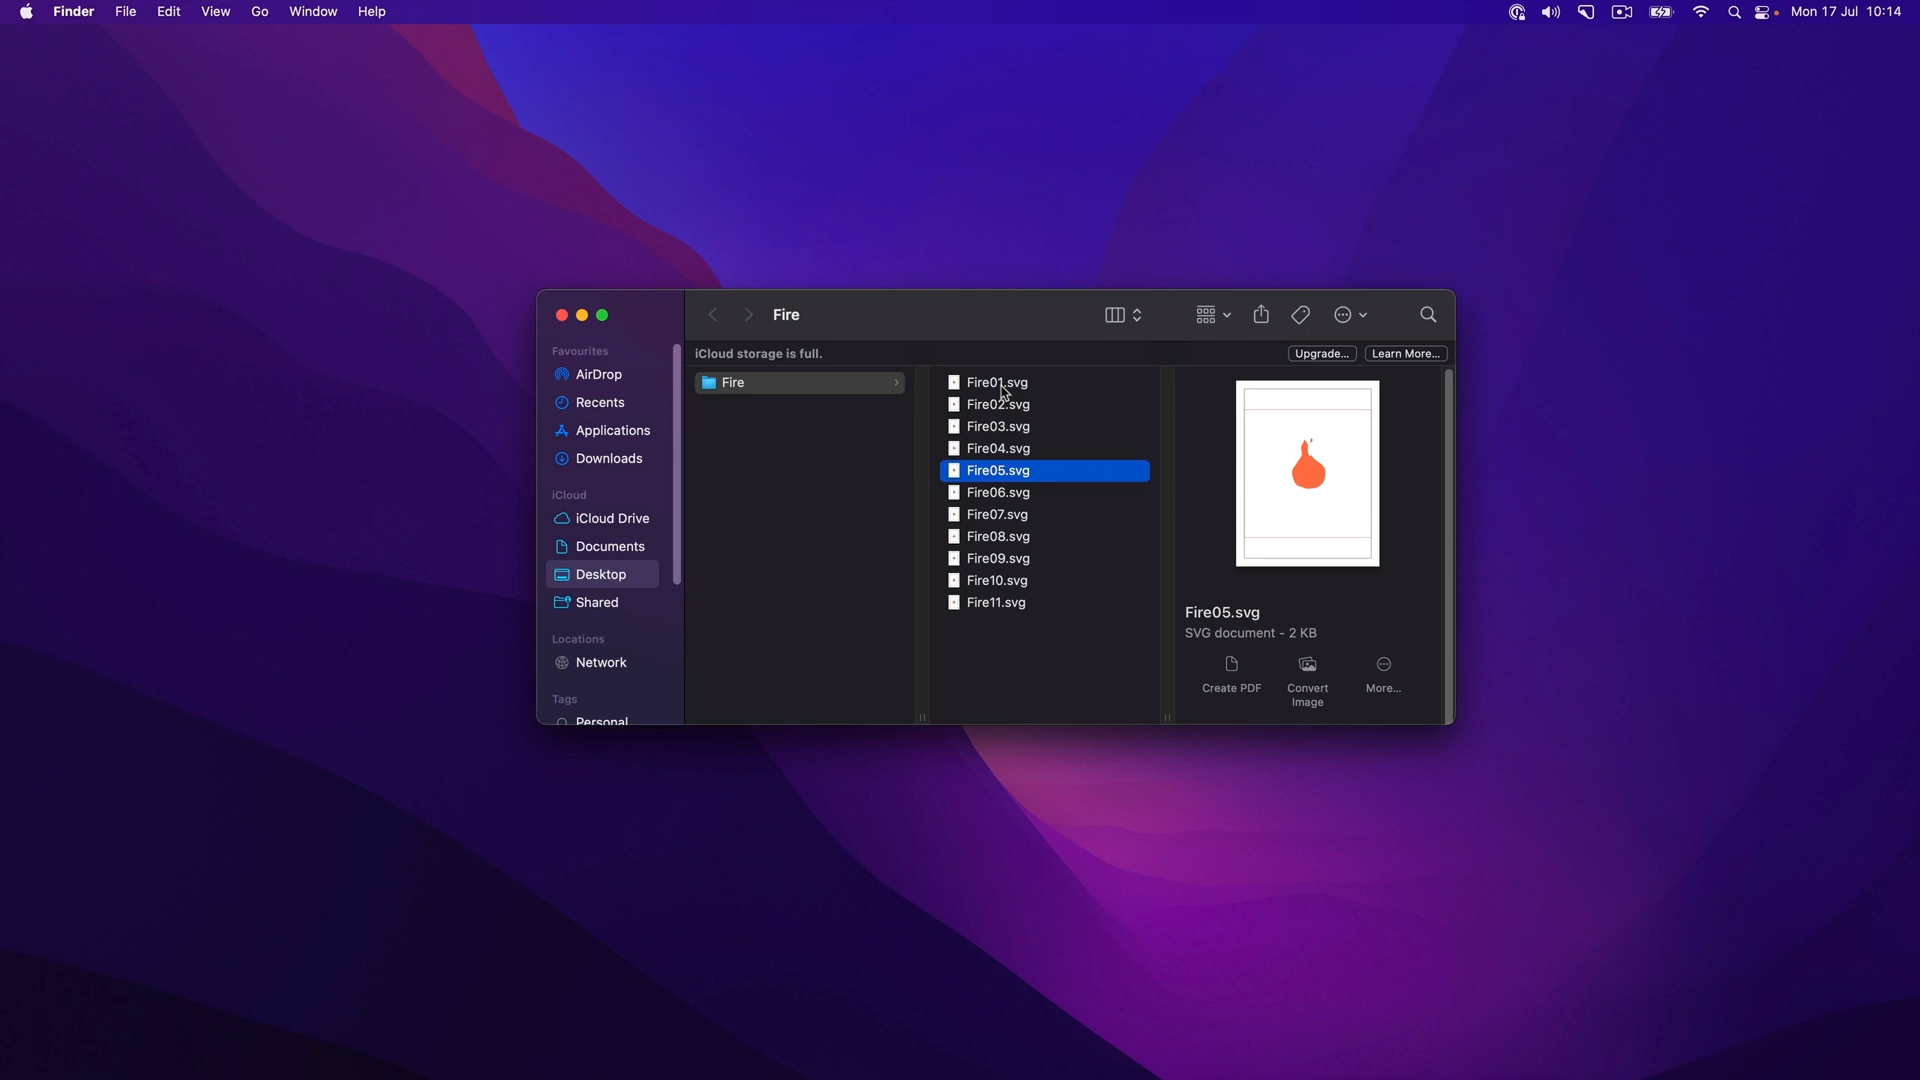 Finder File Edit View Go Window Help Mon 17 Jul 10:14
Fire
Favourites
AirDrop
Recents
Applications
Downloads
iCloud
iCloud Drive
Documents
Desktop
Shared
Locations
Network
Tags
Personal
iCloud storage is full. Upgrade... Learn More...
Fire
Fire01.svg
Fire02.svg
Fire03.svg
Fire04.svg
Fire05.svg
Fire06.svg
Fire07.svg
Fire08.svg
Fire09.svg
Fire10.svg
Fire11.svg
Fire05.svg
SVG document - 2 KB
Create PDF
Convert
Image
More...